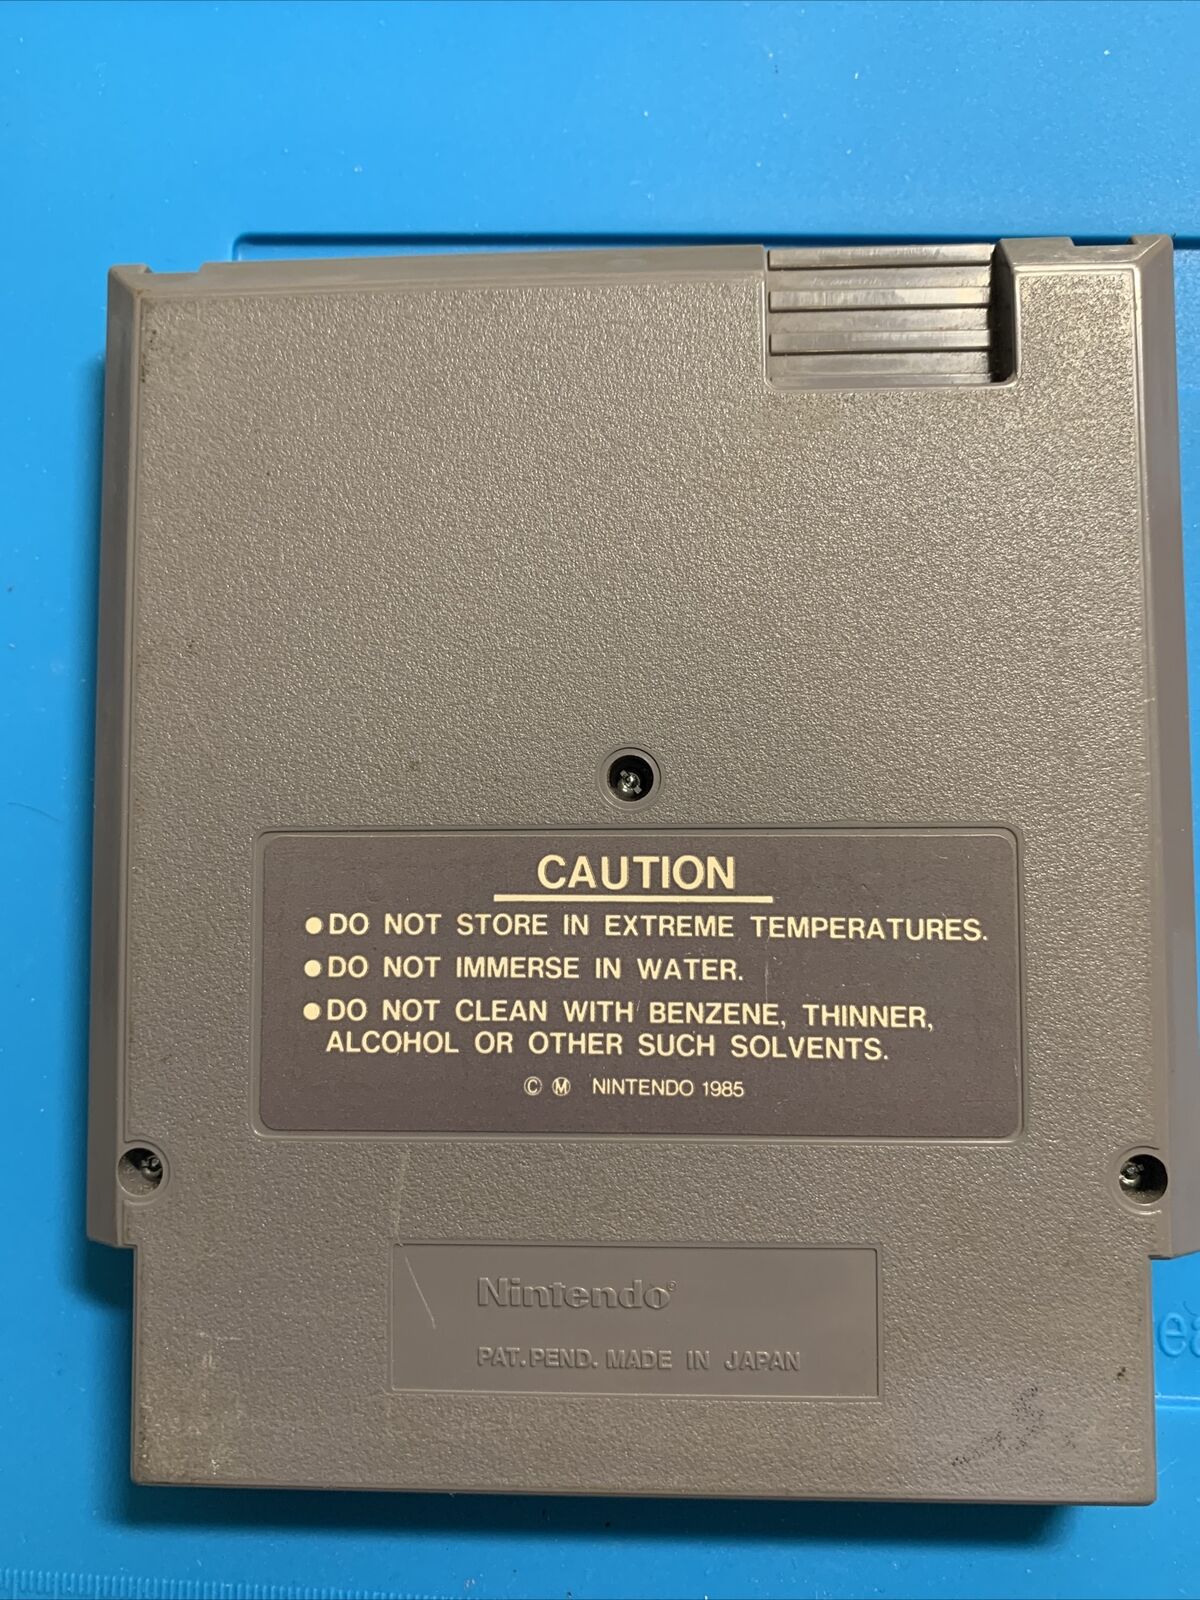 CAUTION
●DO NOT STORE IN EXTREME TEMPERATURES.
●DO NOT IMMERSE IN WATER.
●DO NOT CLEAN WITH BENZENE, THINNER,
ALCOHOL OR OTHER SUCH SOLVENTS.
© Ⓜ NINTENDO 1985
Nintendo®
PAT. PEND. MADE IN JAPAN